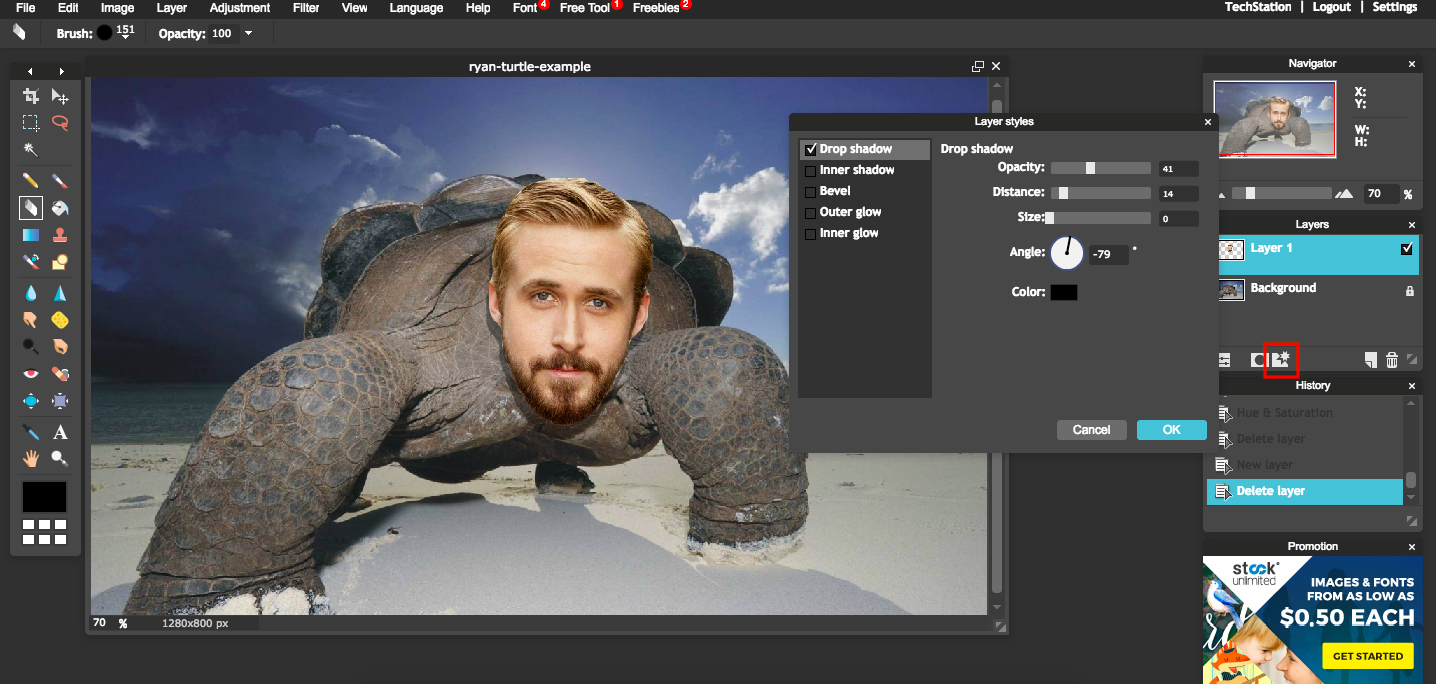 File Edit Image Layer Adjustment Filter View Language Help Font 4 Free Tool 1 Freebies 2 TechStation | Logout | Settings
Brush: 151 Opacity: 100
ryan-turtle-example
Navigator
X:
Y:
W:
H:
70 %
Layer styles
Drop shadow
Inner shadow
Bevel
Outer glow
Inner glow
Drop shadow
Opacity: 41
Distance: 14
Size: 0
Angle: -79 °
Color:
Cancel OK
Layers
Layer 1
Background
History
Hue & Saturation
Delete layer
New layer
Delete layer
A
70 % 1280x800 px
Promotion
stock
unlimited
IMAGES & FONTS
FROM AS LOW AS
$0.50 EACH
GET STARTED